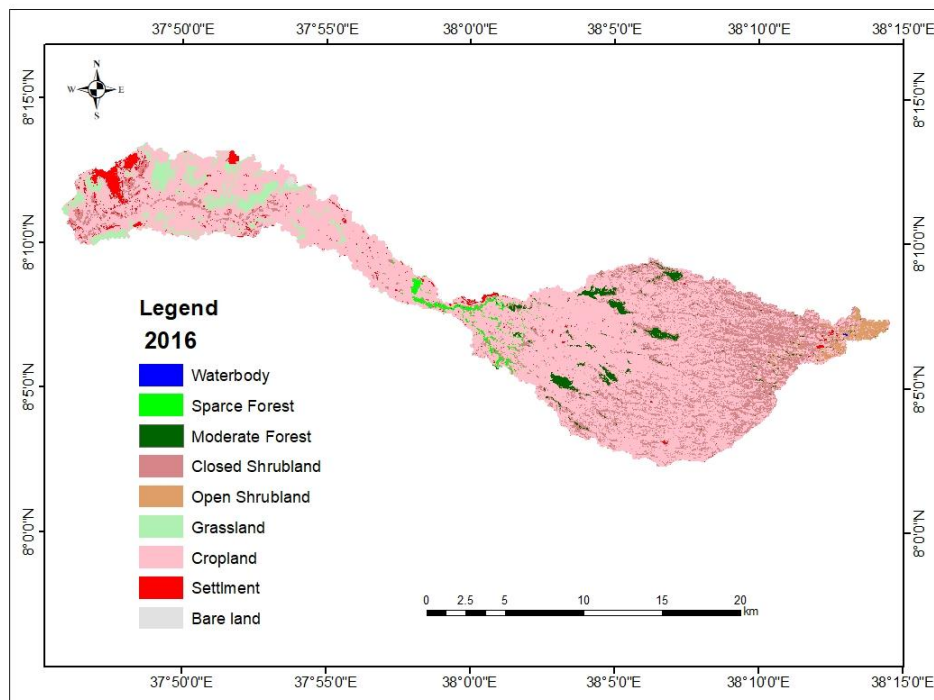 37°50'0"E 37°55'0"E 38°0'0"E 38°5'0"E 38°10'0"E 38°15'0"E
N
W E
S
8°15'0"N 8°15'0"N
8°10'0"N 8°10'0"N
8°5'0"N 8°5'0"N
8°0'0"N 8°0'0"N
Legend
2016
Waterbody
Sparce Forest
Moderate Forest
Closed Shrubland
Open Shrubland
Grassland
Cropland
Settlment
Bare land
0 2.5 5 10 15 20
km
37°50'0"E 37°55'0"E 38°0'0"E 38°5'0"E 38°10'0"E 38°15'0"E